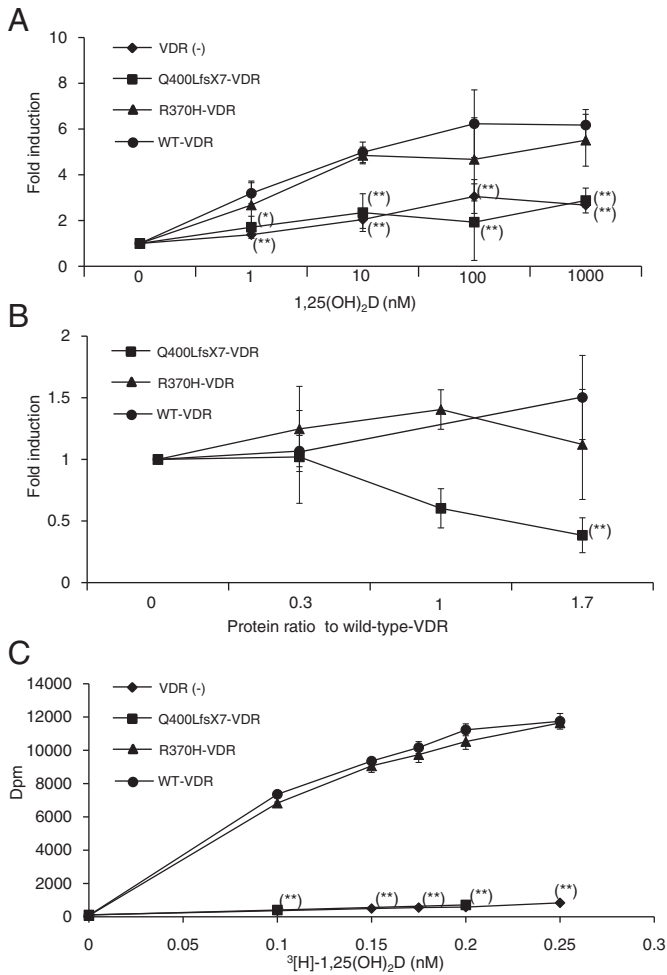 A
VDR (-)
Q400LfsX7-VDR
R370H-VDR
WT-VDR
Fold induction
10
8
6
4
2
0
(*)
(**)
(**)
(**)
(**)
(**)
(**)
(**)
0
1
10
100
1000
1,25(OH)₂D (nM)
B
Q400LfsX7-VDR
R370H-VDR
WT-VDR
Fold induction
2
1.5
1
0.5
0
(**)
0
0.3
1
1.7
Protein ratio to wild-type-VDR
C
VDR (-)
Q400LfsX7-VDR
R370H-VDR
WT-VDR
Dpm
14000
12000
10000
8000
6000
4000
2000
0
(**)
(**)
(**)
(**)
(**)
0
0.05
0.1
0.15
0.2
0.25
0.3
³[H]-1,25(OH)₂D (nM)